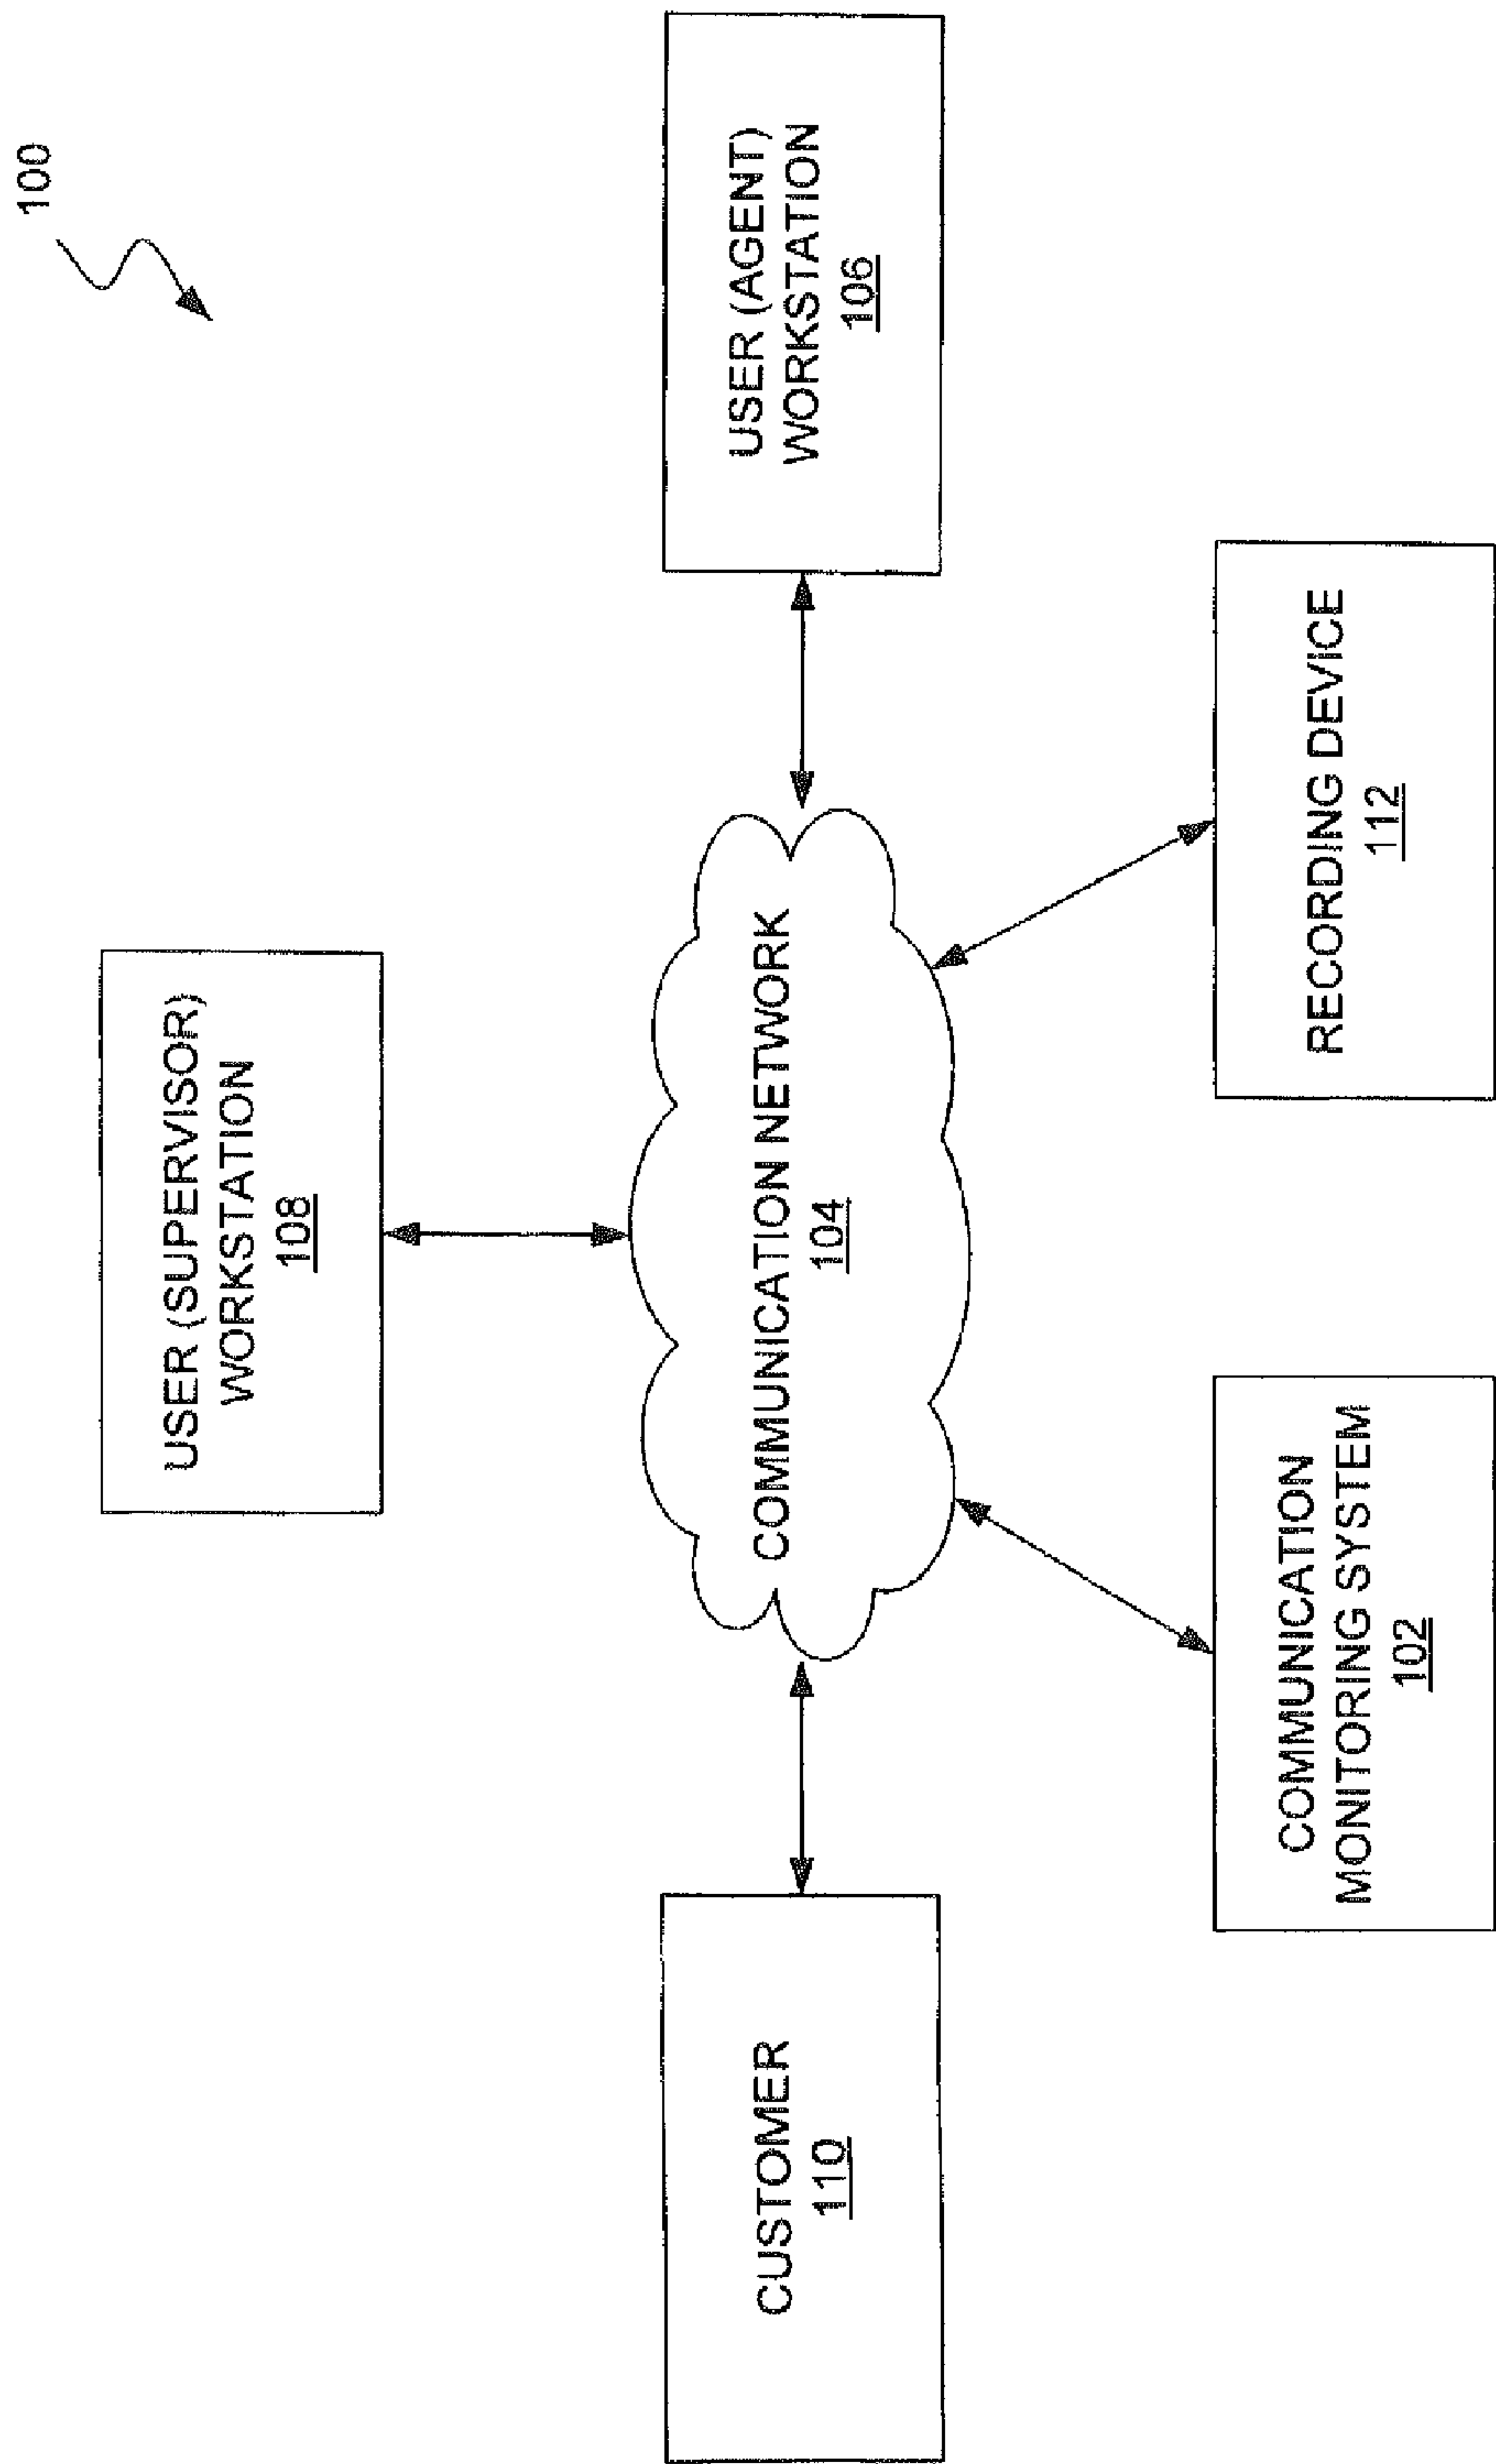 100
USER (SUPERVISOR)
WORKSTATION
108
CUSTOMER
110
COMMUNICATION NETWORK
104
USER (AGENT)
WORKSTATION
106
COMMUNICATION
MONITORING SYSTEM
102
RECORDING DEVICE
112